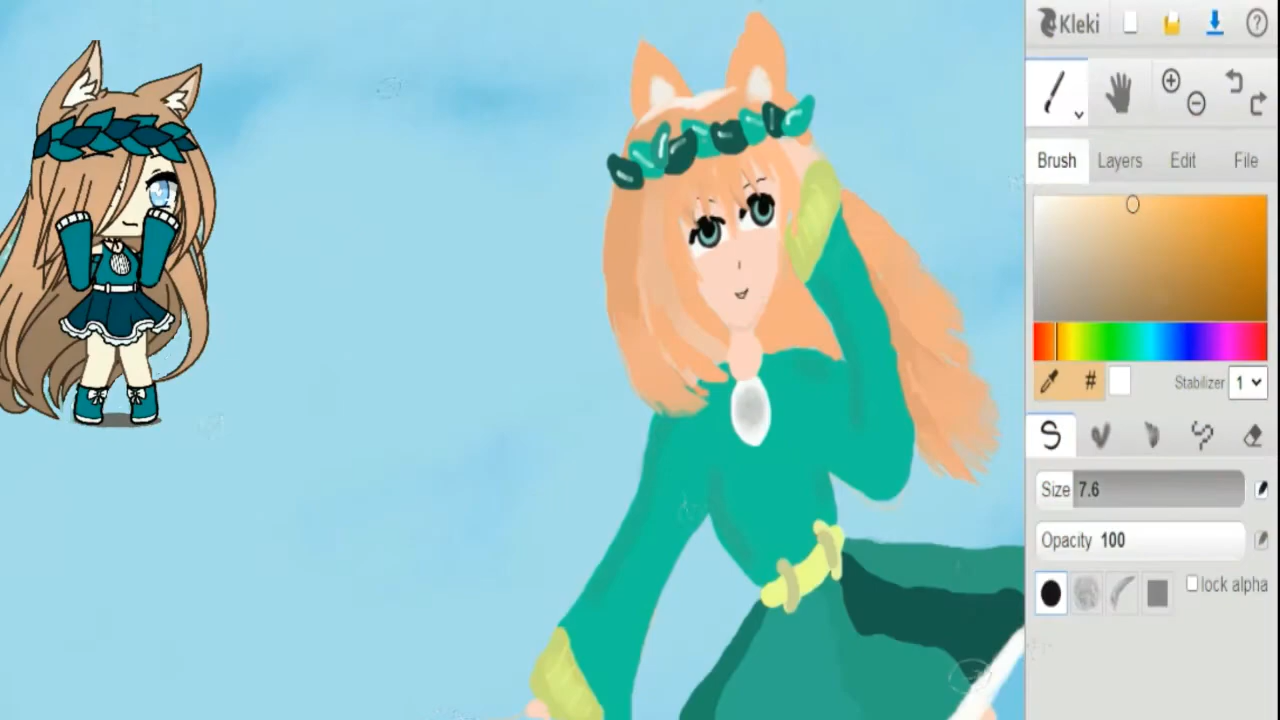 Kleki
Brush Layers Edit File
# Stabilizer 1
Size 7.6
Opacity 100
lock alpha